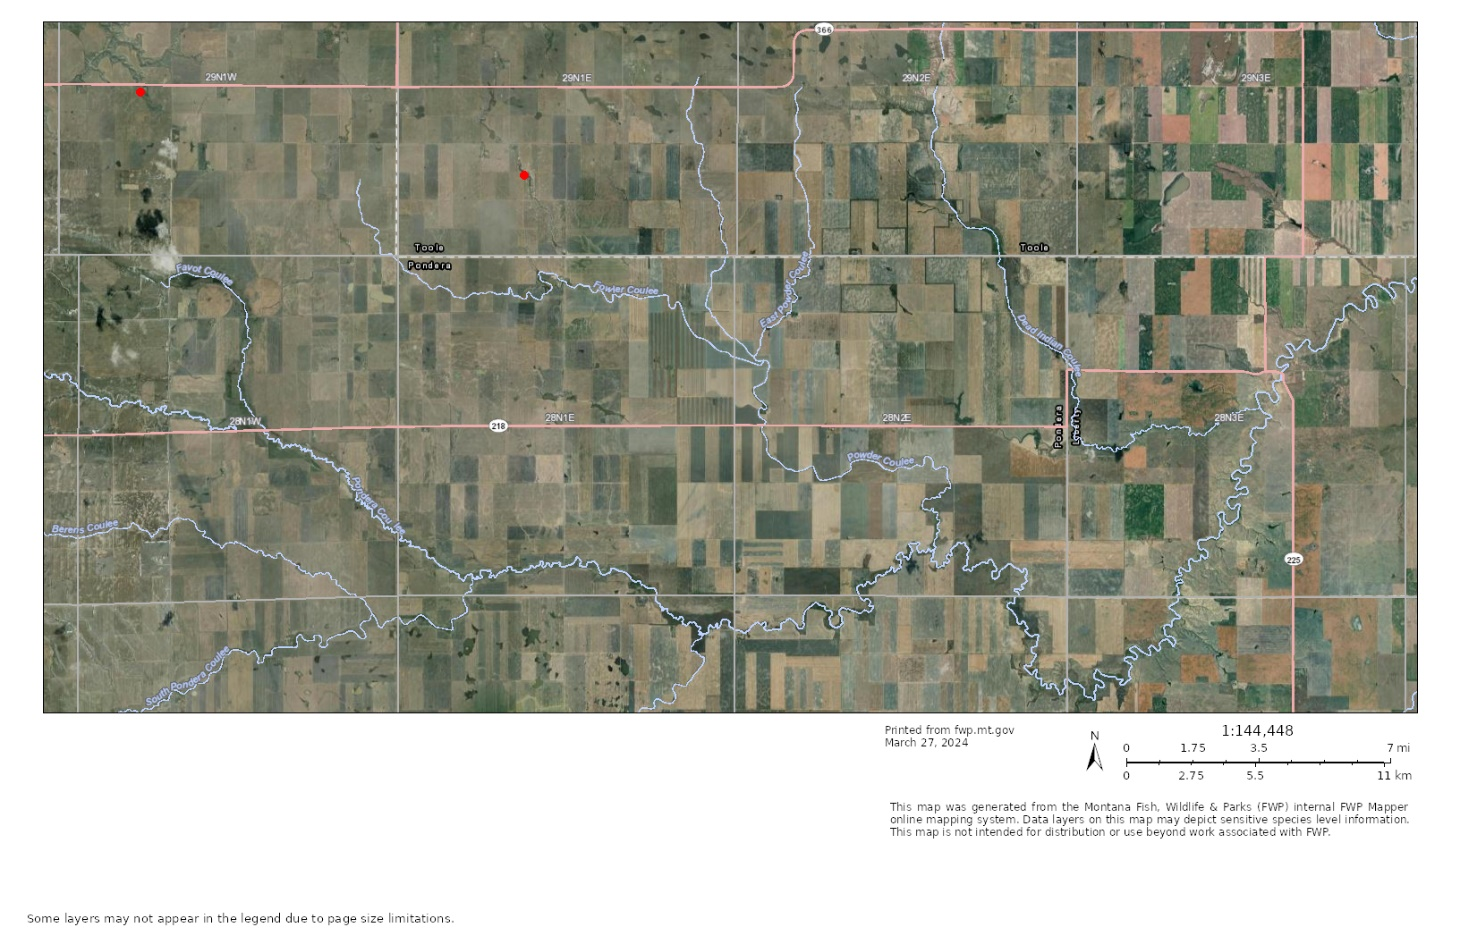 366
29N1W
29N1E
29N2E
29N3E
Toole
Toole
Pondera
Favot Coulee
Fowler Coulee
East Powder Coulee
Dead Indian Coulee
28N1W
28N1E
28N2E
28N3E
218
Pondera
Liberty
Powder Coulee
Pondera Coulee
Berens Coulee
225
South Pondera Coulee
Printed from fwp.mt.gov
March 27, 2024
N
1:144,448
0 1.75 3.5 7 mi
0 2.75 5.5 11 km
This map was generated from the Montana Fish, Wildlife & Parks (FWP) internal FWP Mapper
online mapping system. Data layers on this map may depict sensitive species level information.
This map is not intended for distribution or use beyond work associated with FWP.
Some layers may not appear in the legend due to page size limitations.